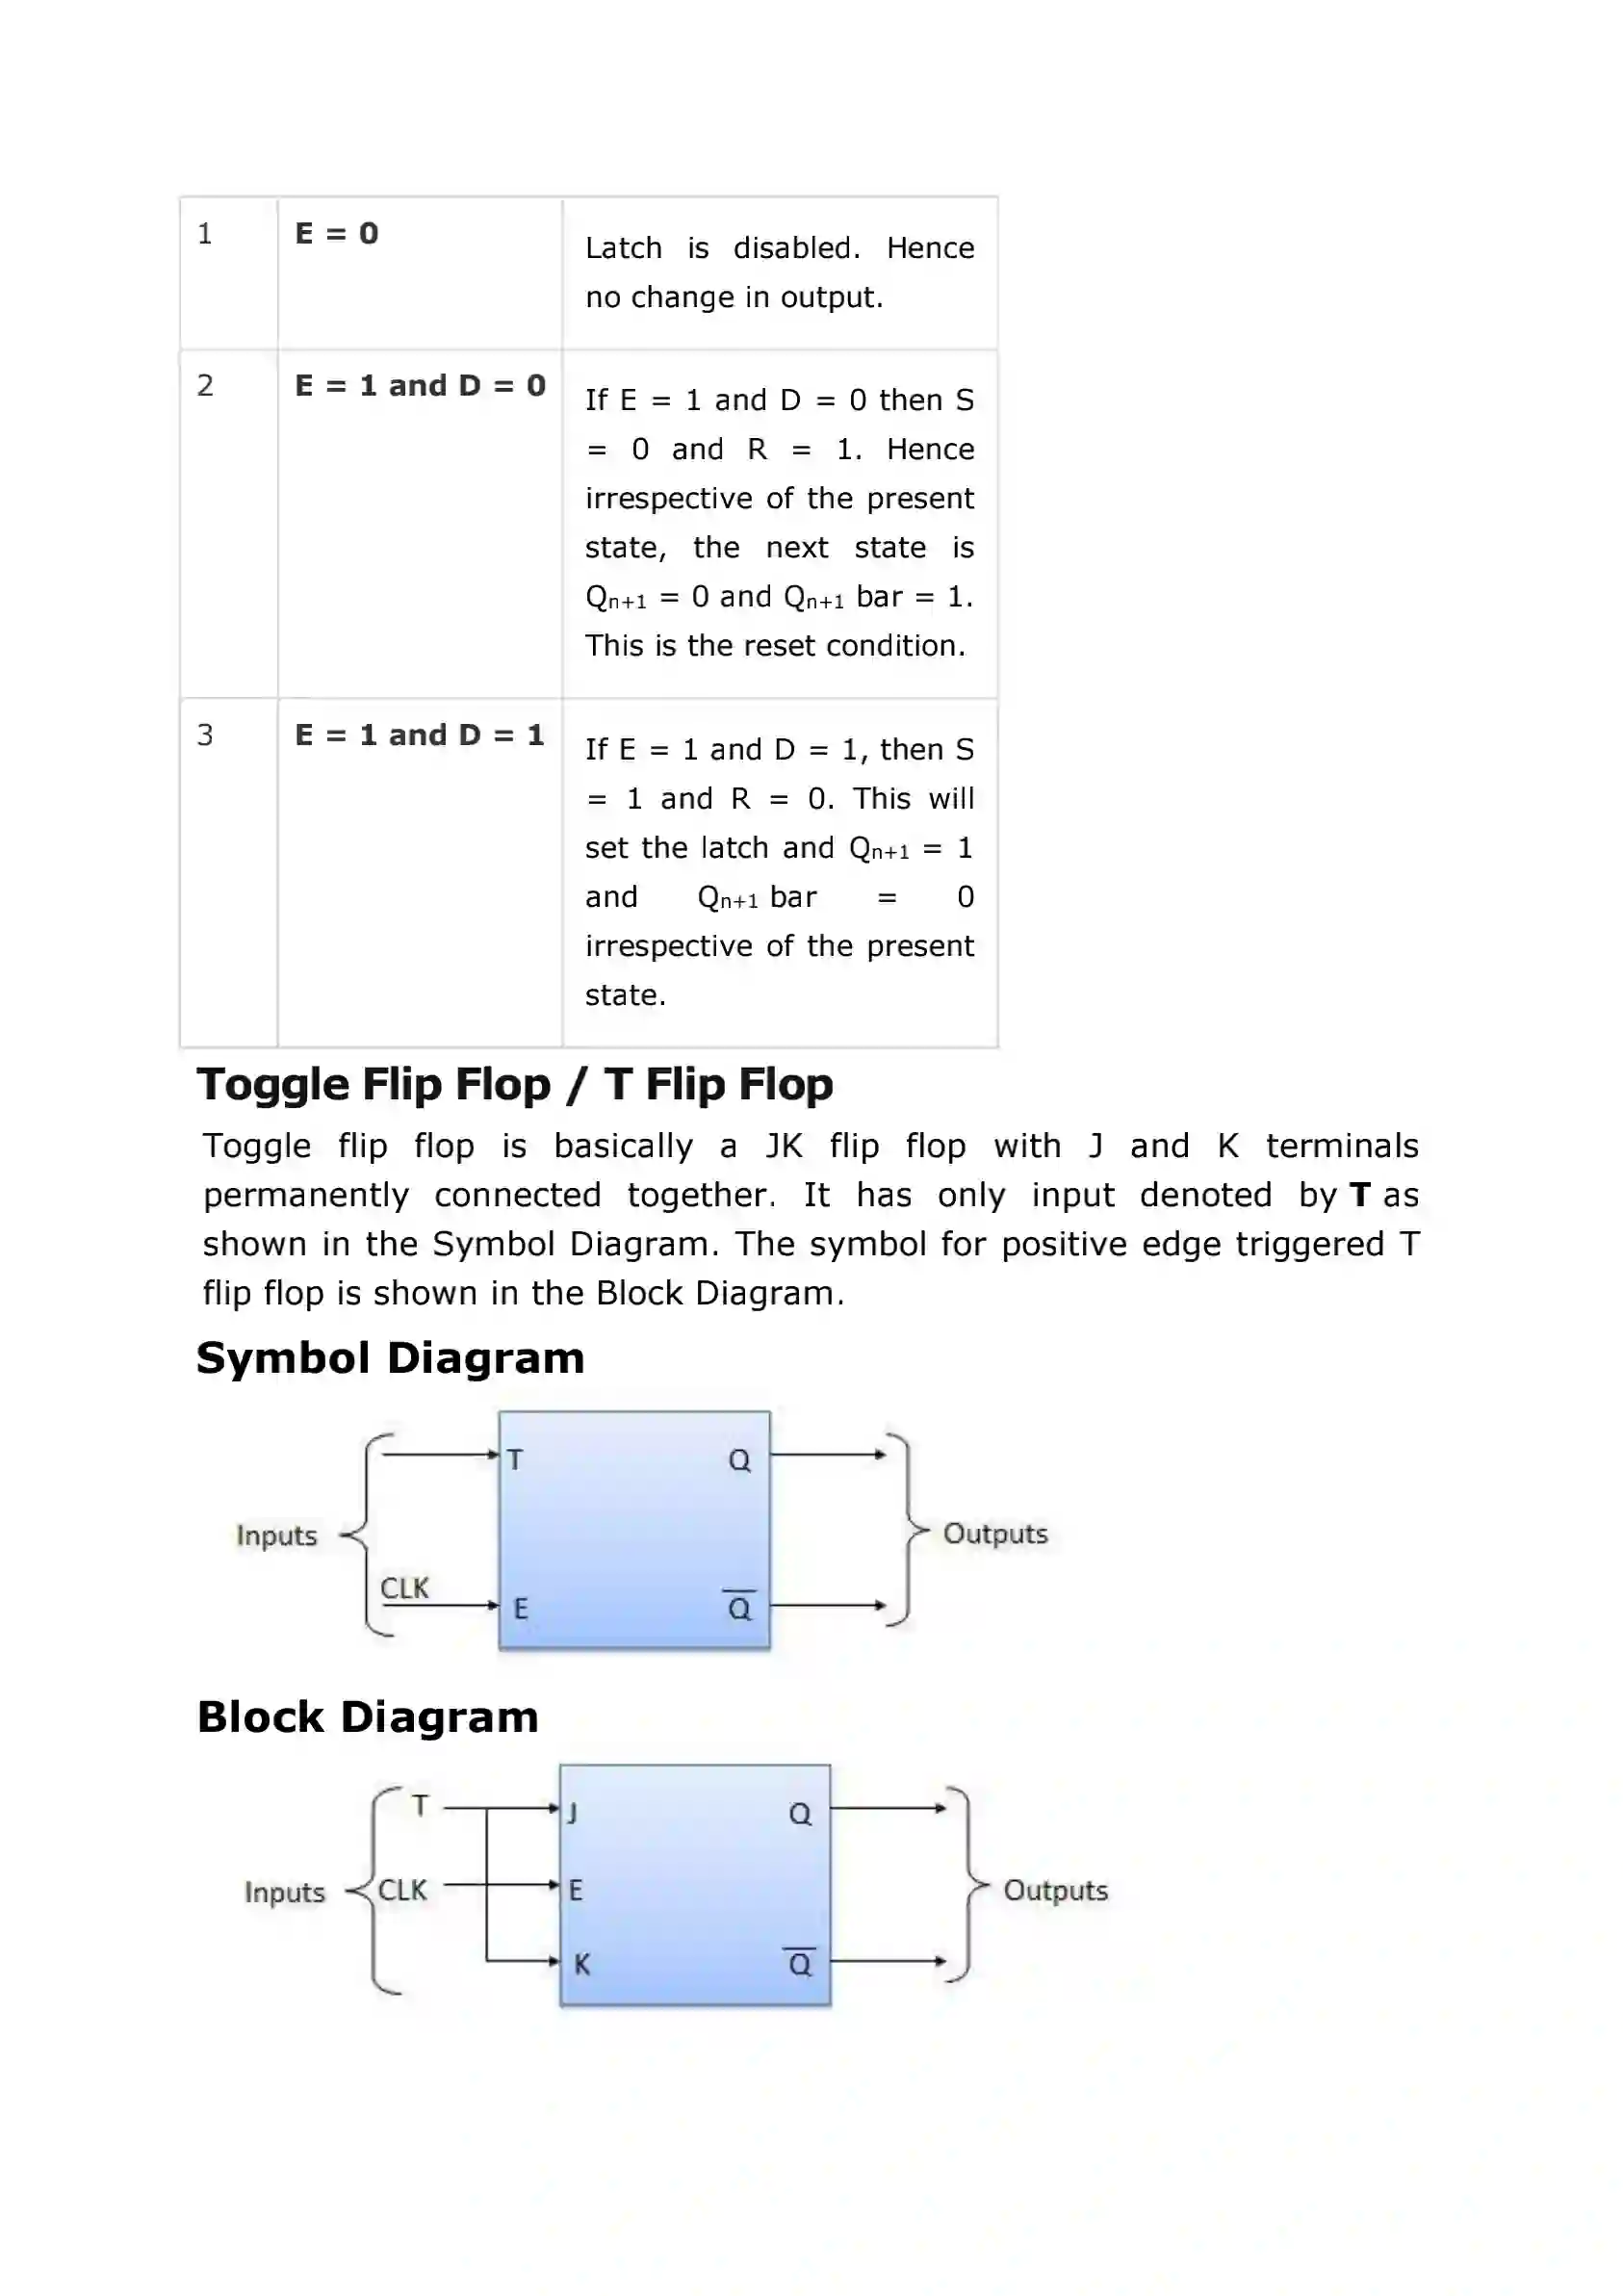 1
E = 0
Latch is disabled. Hence
no change in output.
2
E = 1 and D = 0
If E = 1 and D = 0 then S
= 0 and R = 1. Hence
irrespective of the present
state, the next state is
Qn+1 = 0 and Qn+1 bar = 1.
This is the reset condition.
3
E = 1 and D = 1
If E = 1 and D = 1, then S
= 1 and R = 0. This will
set the latch and Qn+1 = 1
and Qn+1 bar = 0
irrespective of the present
state.
Toggle Flip Flop / T Flip Flop
Toggle flip flop is basically a JK flip flop with J and K terminals
permanently connected together. It has only input denoted by T as
shown in the Symbol Diagram. The symbol for positive edge triggered T
flip flop is shown in the Block Diagram.
Symbol Diagram
T Q
Inputs Outputs
CLK
E Q̅
Block Diagram
T J Q
Inputs CLK E Outputs
K Q̅